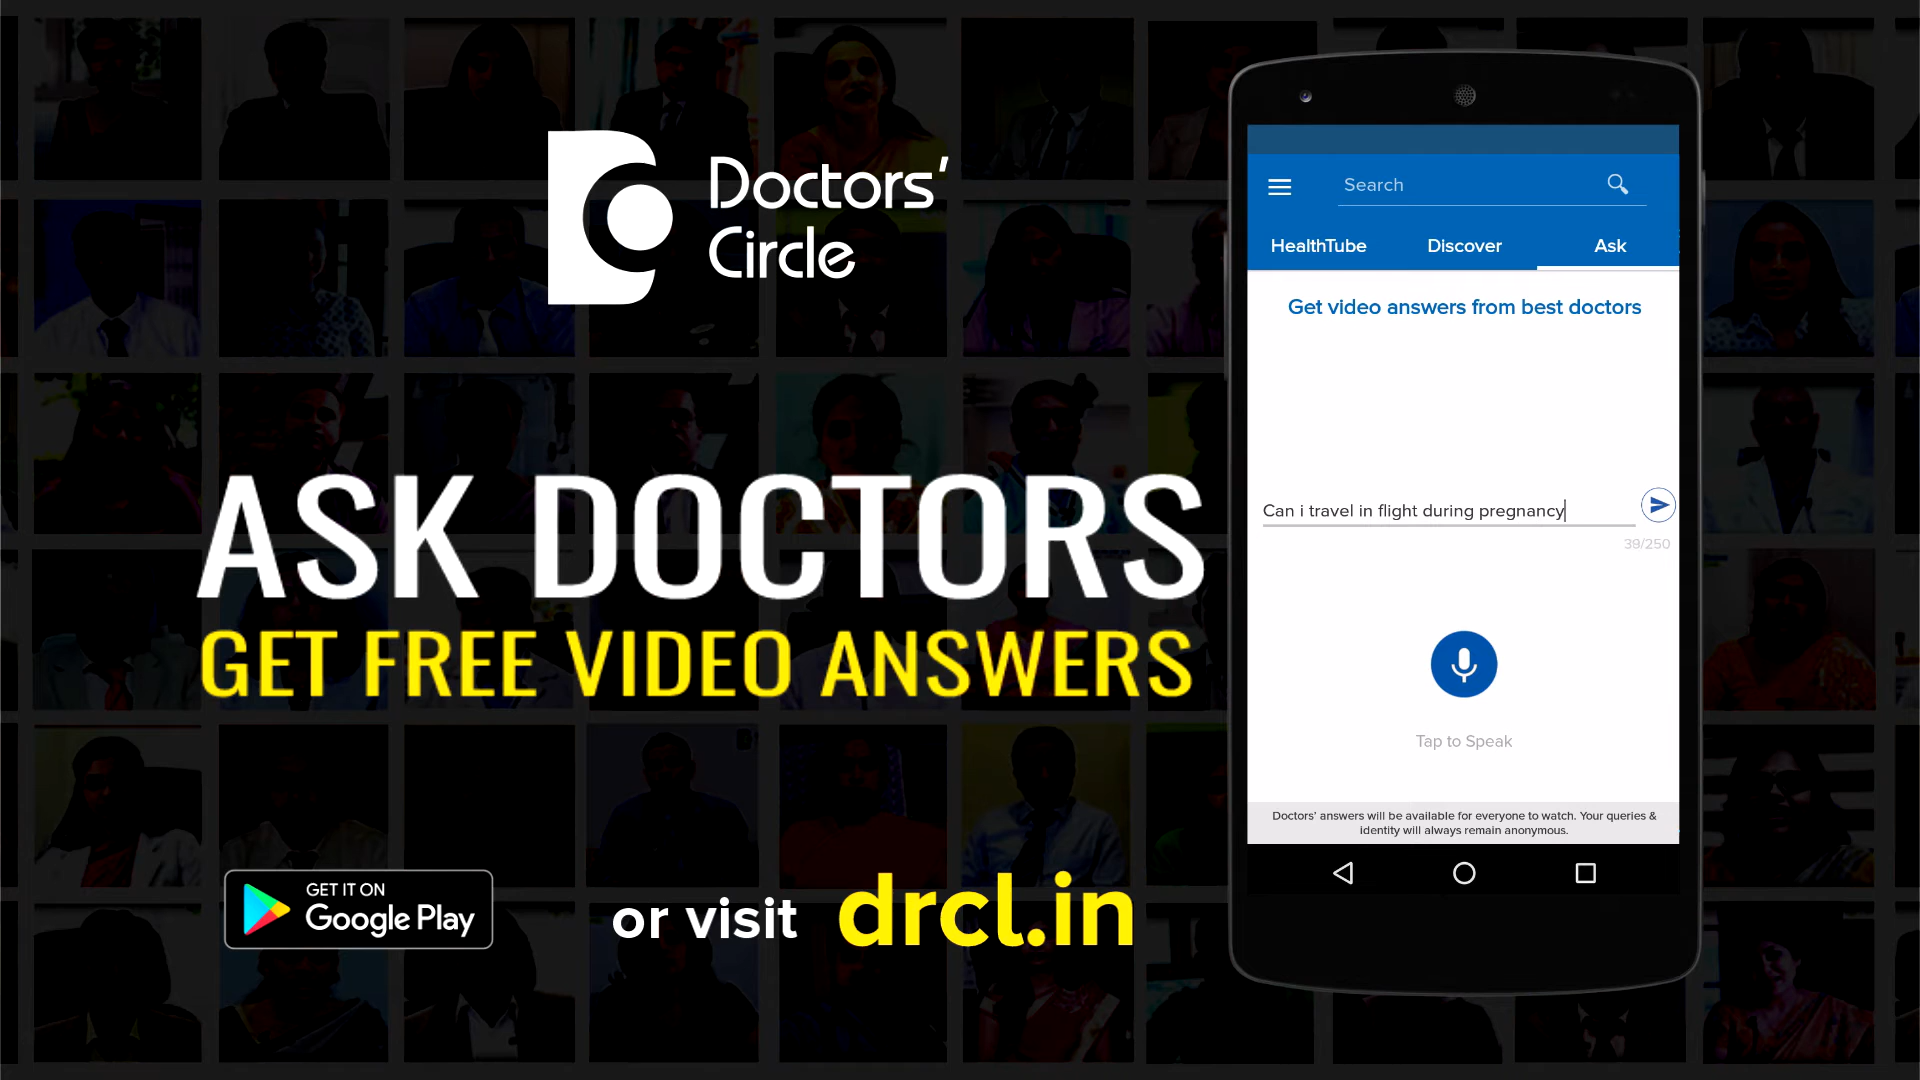 Doctors'
Circle
ASK DOCTORS
GET FREE VIDEO ANSWERS
GET IT ON
Google Play
or visit drcl.in
Search
HealthTube Discover Ask
Get video answers from best doctors
Can i travel in flight during pregnancy
39/250
Tap to Speak
Doctors' answers will be available for everyone to watch. Your queries &
identity will always remain anonymous.